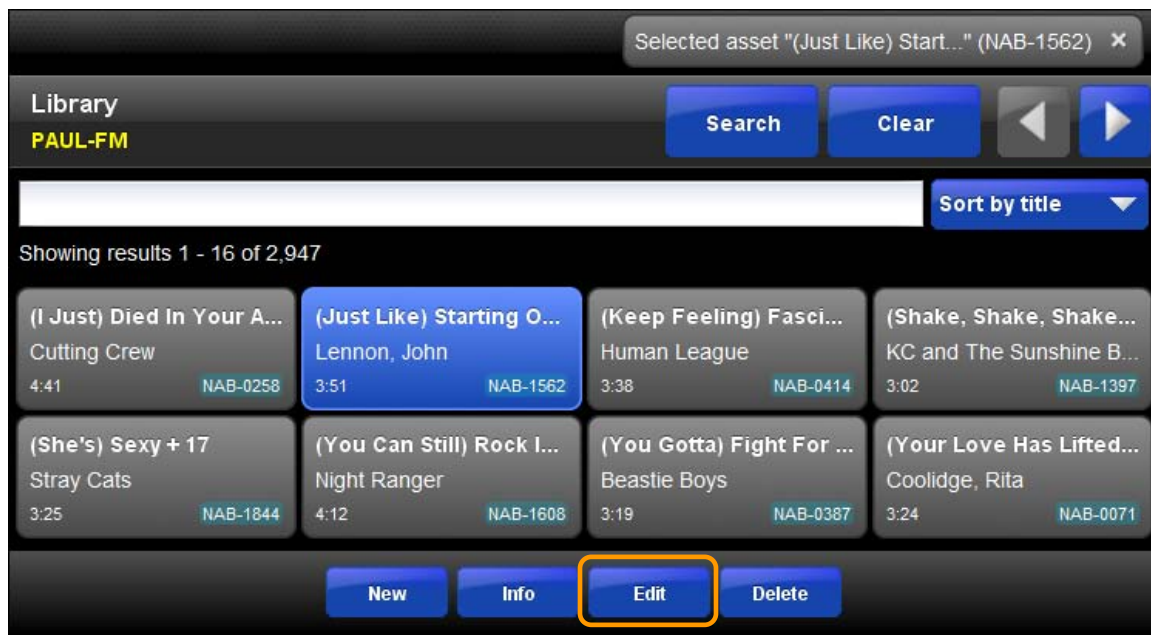 Selected asset "(Just Like) Start..." (NAB-1562) ×
Library
PAUL-FM
Search
Clear
Sort by title
Showing results 1 - 16 of 2,947
(I Just) Died In Your A...
Cutting Crew
4:41 NAB-0258
(Just Like) Starting O...
Lennon, John
3:51 NAB-1562
(Keep Feeling) Fasci...
Human League
3:38 NAB-0414
(Shake, Shake, Shake...
KC and The Sunshine B...
3:02 NAB-1397
(She's) Sexy + 17
Stray Cats
3:25 NAB-1844
(You Can Still) Rock I...
Night Ranger
4:12 NAB-1608
(You Gotta) Fight For ...
Beastie Boys
3:19 NAB-0387
(Your Love Has Lifted...
Coolidge, Rita
3:24 NAB-0071
New
Info
Edit
Delete